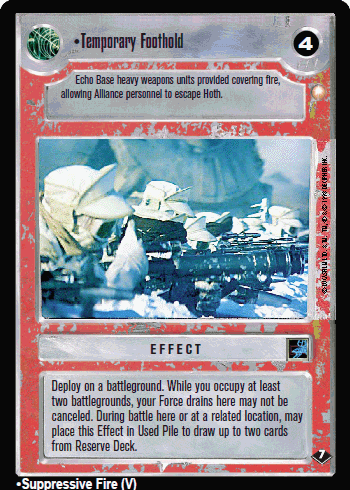 •Temporary Foothold
4
Echo Base heavy weapons units provided covering fire,
allowing Alliance personnel to escape Hoth.
EFFECT
Deploy on a battleground. While you occupy at least
two battlegrounds, your Force drains here may not be
canceled. During battle here or at a related location, may
place this Effect in Used Pile to draw up to two cards
from Reserve Deck.
7
•Suppressive Fire (V)